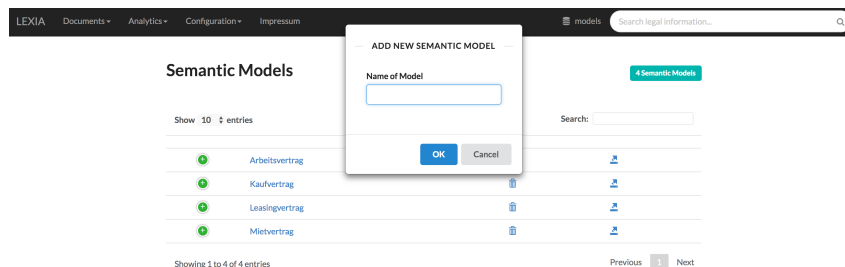 LEXIA Documents Analytics Configuration Impressum models Search legal information...
ADD NEW SEMANTIC MODEL
Semantic Models
4 Semantic Models
Name of Model
Show 10 entries
Search:
OK Cancel
Arbeitsvertrag
Kaufvertrag
Leasingvertrag
Mietvertrag
Showing 1 to 4 of 4 entries
Previous 1 Next